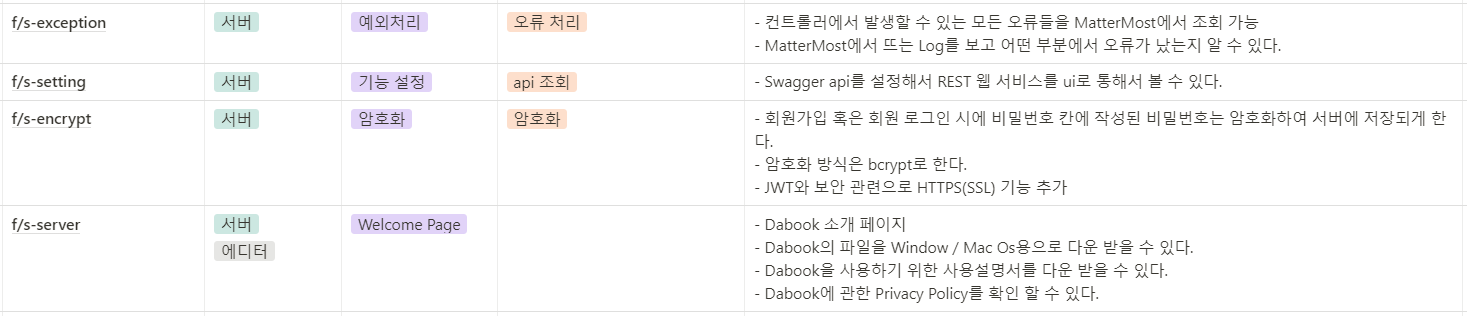 f/s-exception 서버 예외처리 오류 처리 - 컨트롤러에서 발생할 수 있는 모든 오류들을 MatterMost에서 조회 가능
- MatterMost에서 뜨는 Log를 보고 어떤 부분에서 오류가 났는지 알 수 있다.
f/s-setting 서버 기능 설정 api 조회 - Swagger api를 설정해서 REST 웹 서비스를 ui로 통해서 볼 수 있다.
f/s-encrypt 서버 암호화 암호화 - 회원가입 혹은 회원 로그인 시에 비밀번호 칸에 작성된 비밀번호는 암호화하여 서버에 저장되게 한
다.
- 암호화 방식은 bcrypt로 한다.
- JWT와 보안 관련으로 HTTPS(SSL) 기능 추가
f/s-server 서버 Welcome Page - Dabook 소개 페이지
에디터 - Dabook의 파일을 Window / Mac Os용으로 다운 받을 수 있다.
- Dabook을 사용하기 위한 사용설명서를 다운 받을 수 있다.
- Dabook에 관한 Privacy Policy를 확인 할 수 있다.